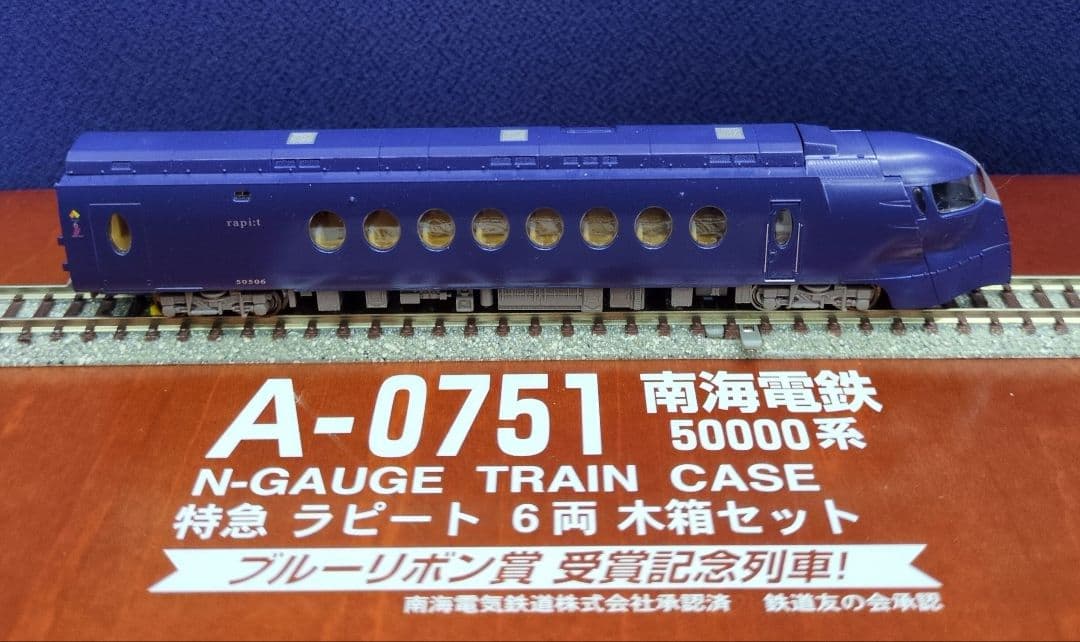 rapi:t
50506
A-0751 南海電鉄
50000系
N-GAUGE TRAIN CASE
特急 ラピート 6両 木箱セット
ブルーリボン賞 受賞記念列車!
南海電気鉄道株式会社承認済 鉄道友の会承認